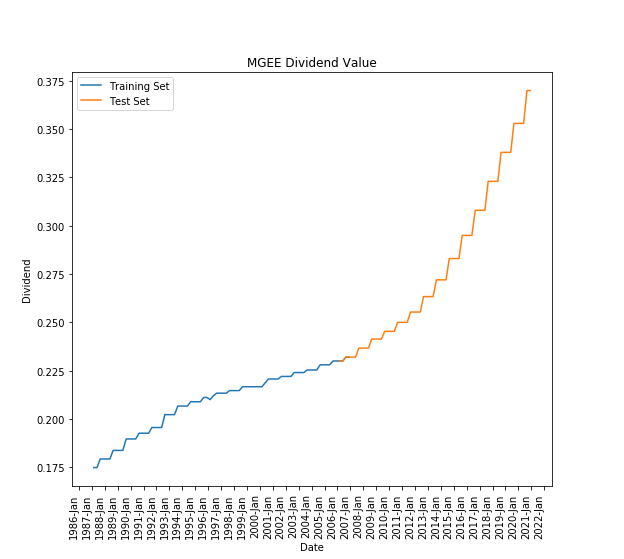 MGEE Dividend Value
Training Set
Test Set
0.375
0.350
0.325
0.300
0.275
0.250
0.225
0.200
0.175
Dividend
1986-Jan
1987-Jan
1988-Jan
1989-Jan
1990-Jan
1991-Jan
1992-Jan
1993-Jan
1994-Jan
1995-Jan
1996-Jan
1997-Jan
1998-Jan
1999-Jan
2000-Jan
2001-Jan
2002-Jan
2003-Jan
2004-Jan
2005-Jan
2006-Jan
2007-Jan
2008-Jan
2009-Jan
2010-Jan
2011-Jan
2012-Jan
2013-Jan
2014-Jan
2015-Jan
2016-Jan
2017-Jan
2018-Jan
2019-Jan
2020-Jan
2021-Jan
2022-Jan
Date